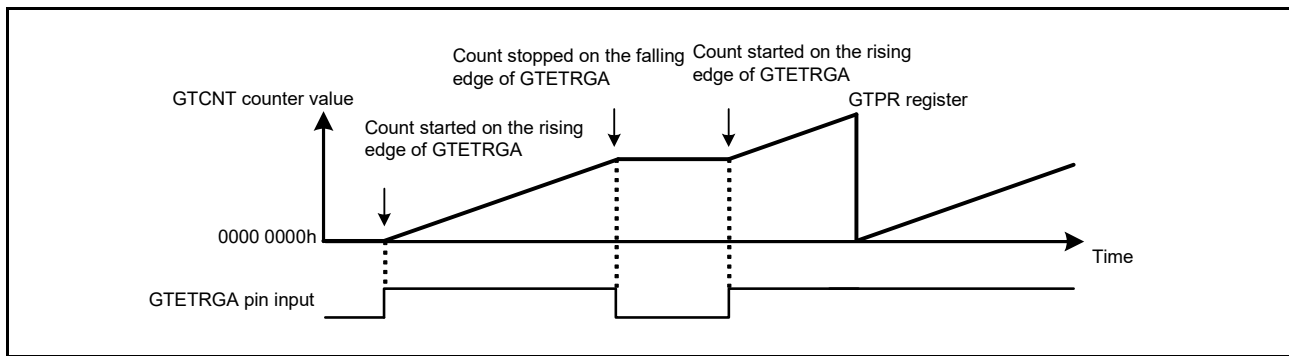 Count stopped on the falling
edge of GTETRGA
Count started on the rising
edge of GTETRGA
GTCNT counter value
GTPR register
Count started on the rising
edge of GTETRGA
0000 0000h
Time
GTETRGA pin input